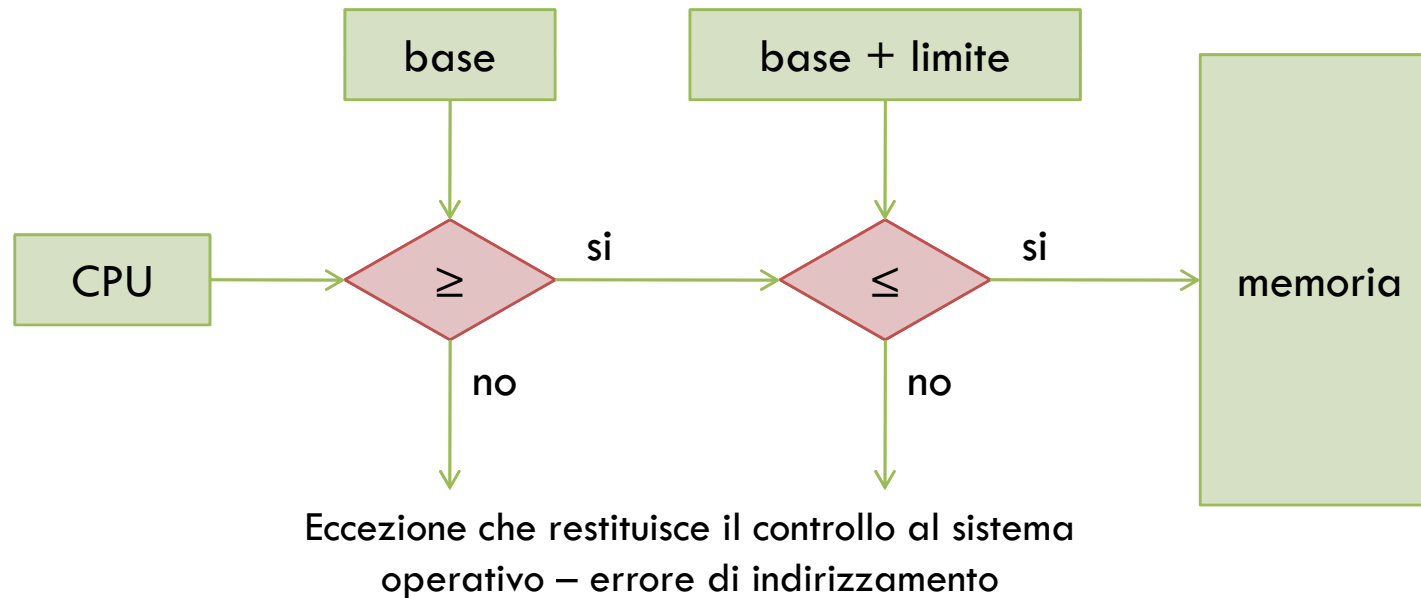 base
base + limite
CPU
≥
si
≤
si
memoria
no
no
Eccezione che restituisce il controllo al sistema
operativo – errore di indirizzamento